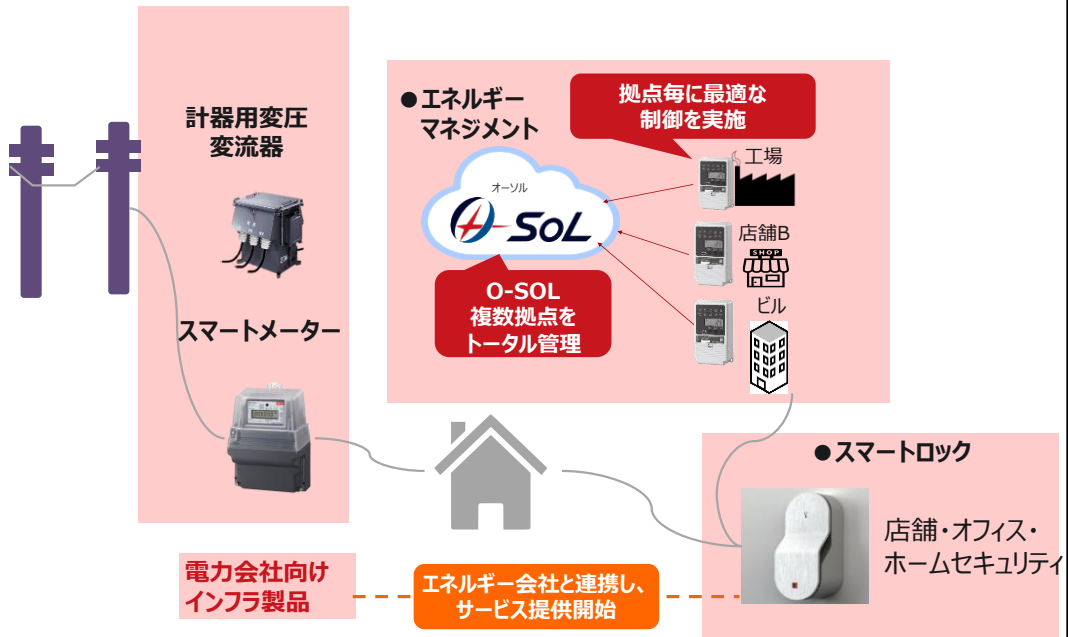 計器用変圧
変流器
スマートメーター
●エネルギー
マネジメント
拠点毎に最適な
制御を実施
オーソル
O-SOL
O-SOL
複数拠点を
トータル管理
工場
店舗B
SHOP
ビル
●スマートロック
店舗・オフィス・
ホームセキュリティ
電力会社向け
インフラ製品
エネルギー会社と連携し、
サービス提供開始